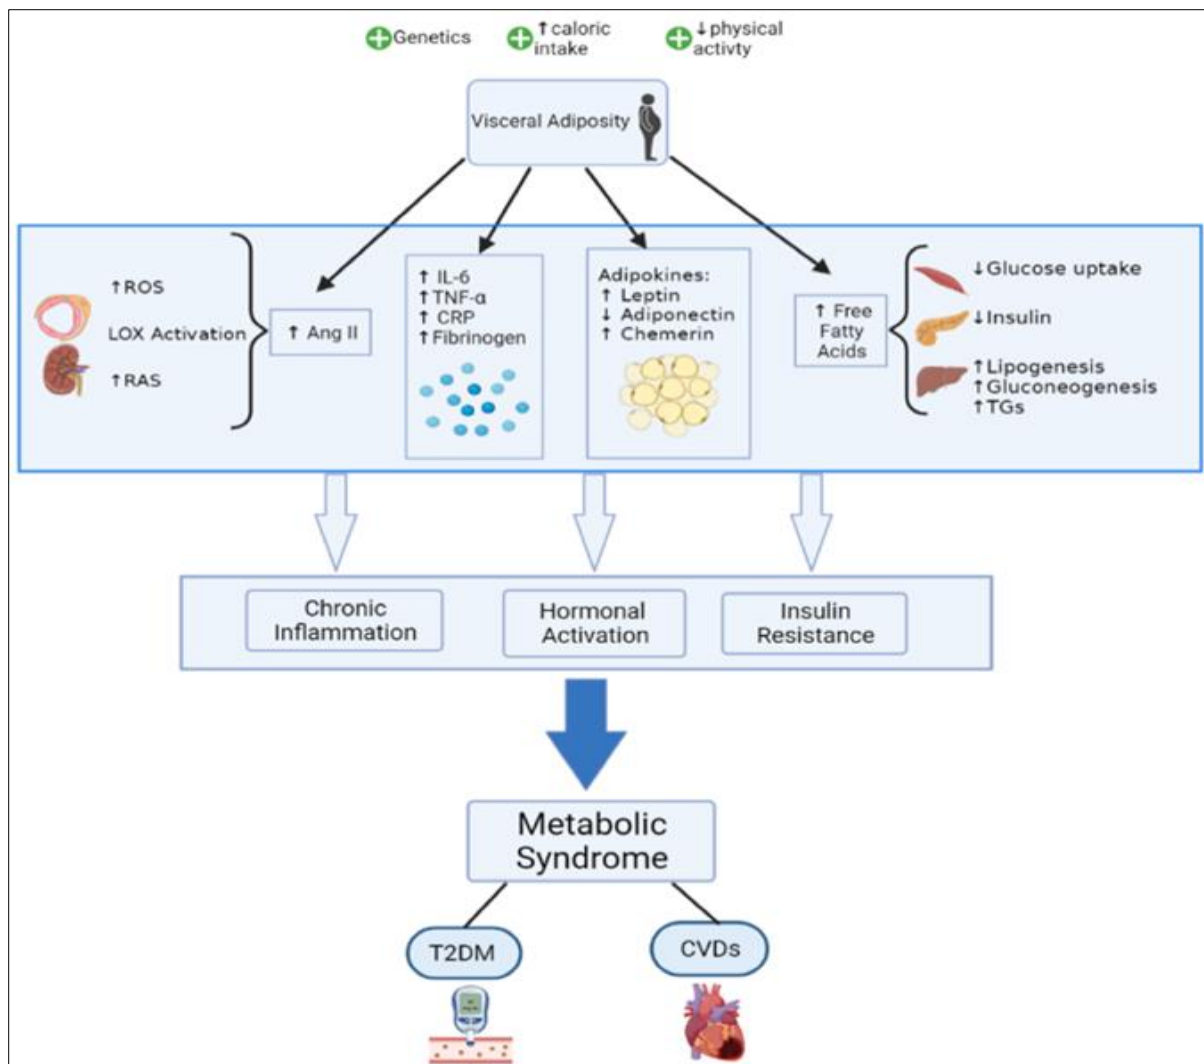 Genetics
↑caloric
intake
↓physical
activty
Visceral Adiposity
↑ROS
LOX Activation
↑RAS
↑ Ang II
↑ IL-6
↑TNF-α
↑ CRP
↑Fibrinogen
Adipokines:
↑ Leptin
↓ Adiponectin
↑ Chemerin
↑ Free
Fatty
Acids
↓Glucose uptake
↓Insulin
↑Lipogenesis
↑Gluconeogenesis
↑TGs
Chronic
Inflammation
Hormonal
Activation
Insulin
Resistance
Metabolic
Syndrome
T2DM
CVDs